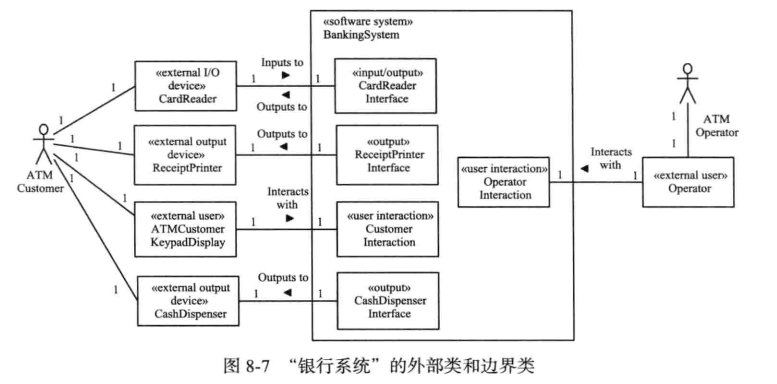 «software system»
BankingSystem
ATM
Customer
1
1
1
1
«external I/O
device»
CardReader
1
Inputs to
Outputs to
1
1
«input/output»
CardReader
Interface
«external output
device»
ReceiptPrinter
1
Outputs to
1
1
«output»
ReceiptPrinter
Interface
«external user»
ATMCustomer
KeypadDisplay
1
Interacts
with
1
1
«user interaction»
Customer
Interaction
«external output
device»
CashDispenser
1
Outputs to
1
1
«output»
CashDispenser
Interface
«user interaction»
Operator
Interaction
1
Interacts
with
1
«external user»
Operator
1
1
ATM
Operator
图 8-7 “银行系统”的外部类和边界类